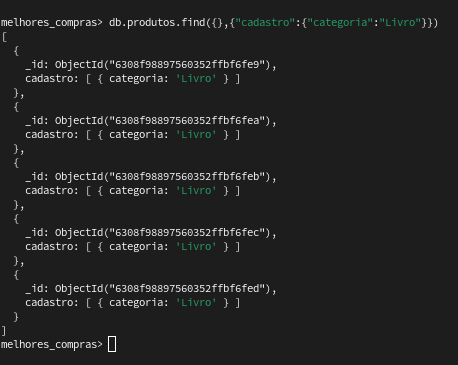 melhores_compras> db.produtos.find({},{"cadastro":{"categoria":"Livro"}})
[
  {
    _id: ObjectId("6308f98897560352ffbf6fe9"),
    cadastro: [ { categoria: 'Livro' } ]
  },
  {
    _id: ObjectId("6308f98897560352ffbf6fea"),
    cadastro: [ { categoria: 'Livro' } ]
  },
  {
    _id: ObjectId("6308f98897560352ffbf6feb"),
    cadastro: [ { categoria: 'Livro' } ]
  },
  {
    _id: ObjectId("6308f98897560352ffbf6fec"),
    cadastro: [ { categoria: 'Livro' } ]
  },
  {
    _id: ObjectId("6308f98897560352ffbf6fed"),
    cadastro: [ { categoria: 'Livro' } ]
  }
]
melhores_compras>